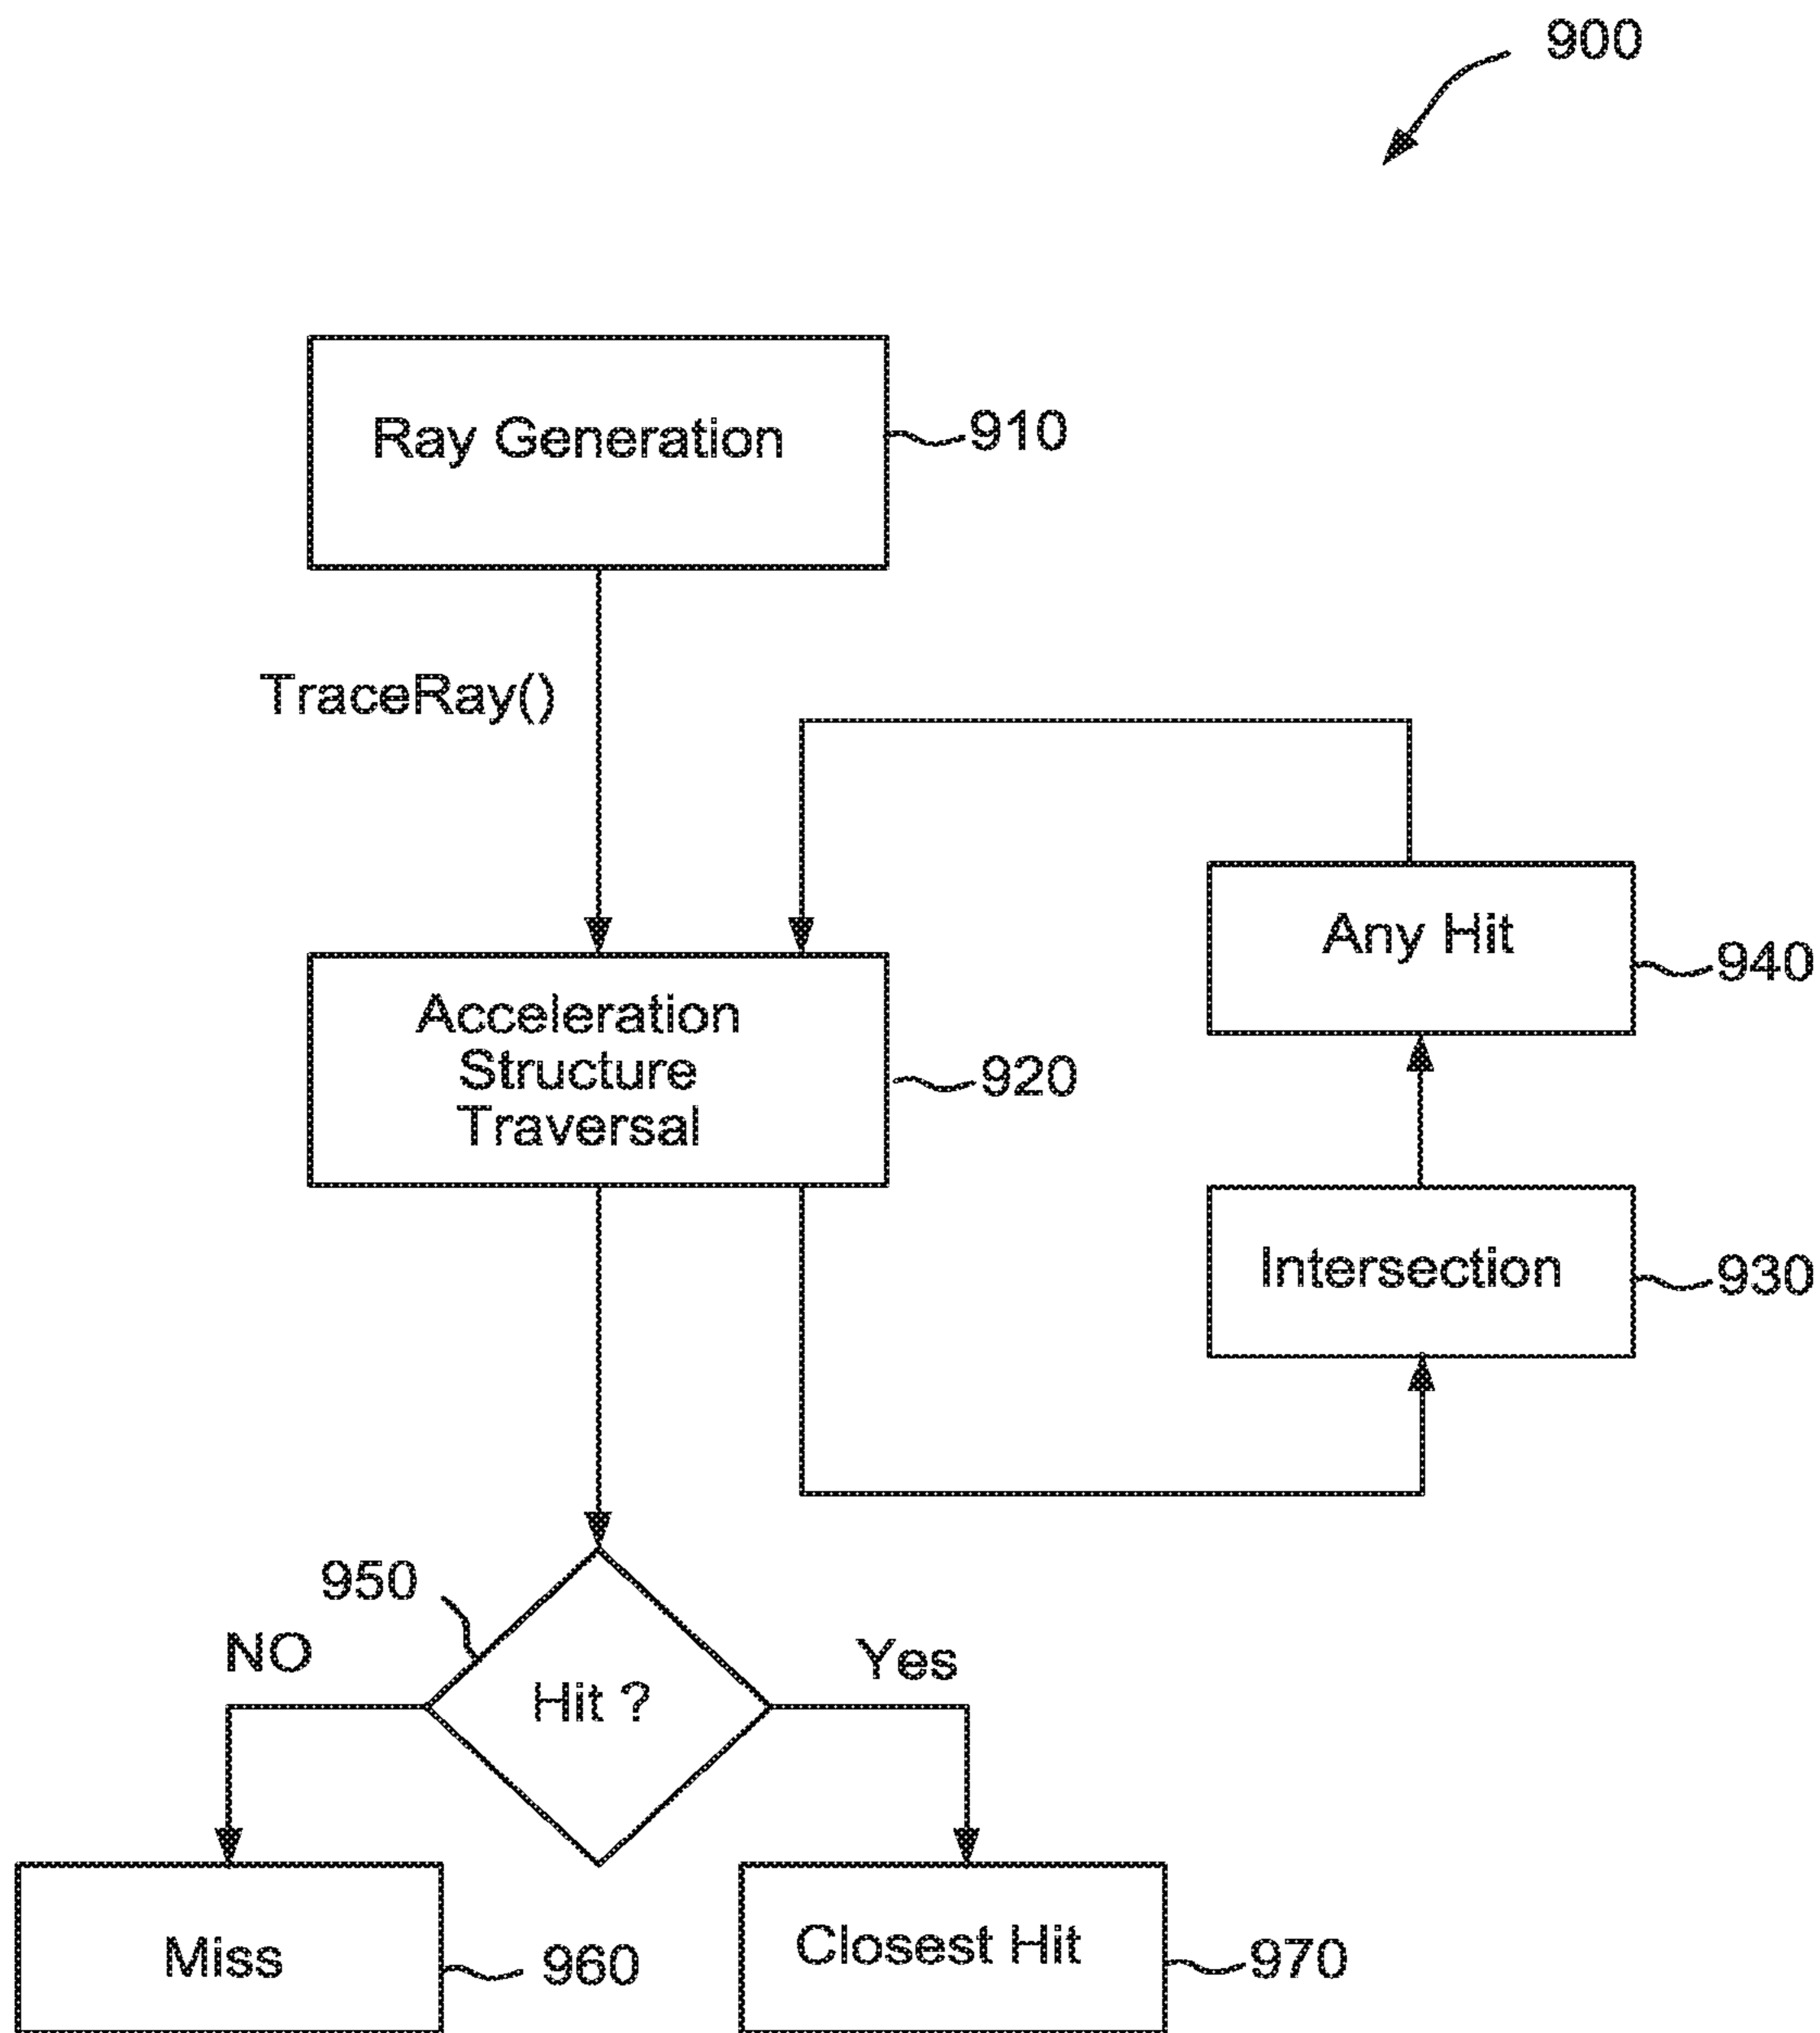 900
Ray Generation
910
TraceRay()
Any Hit
940
Acceleration
Structure
Traversal
920
Intersection
930
950
NO
Yes
Hit ?
Miss
960
Closest Hit
970